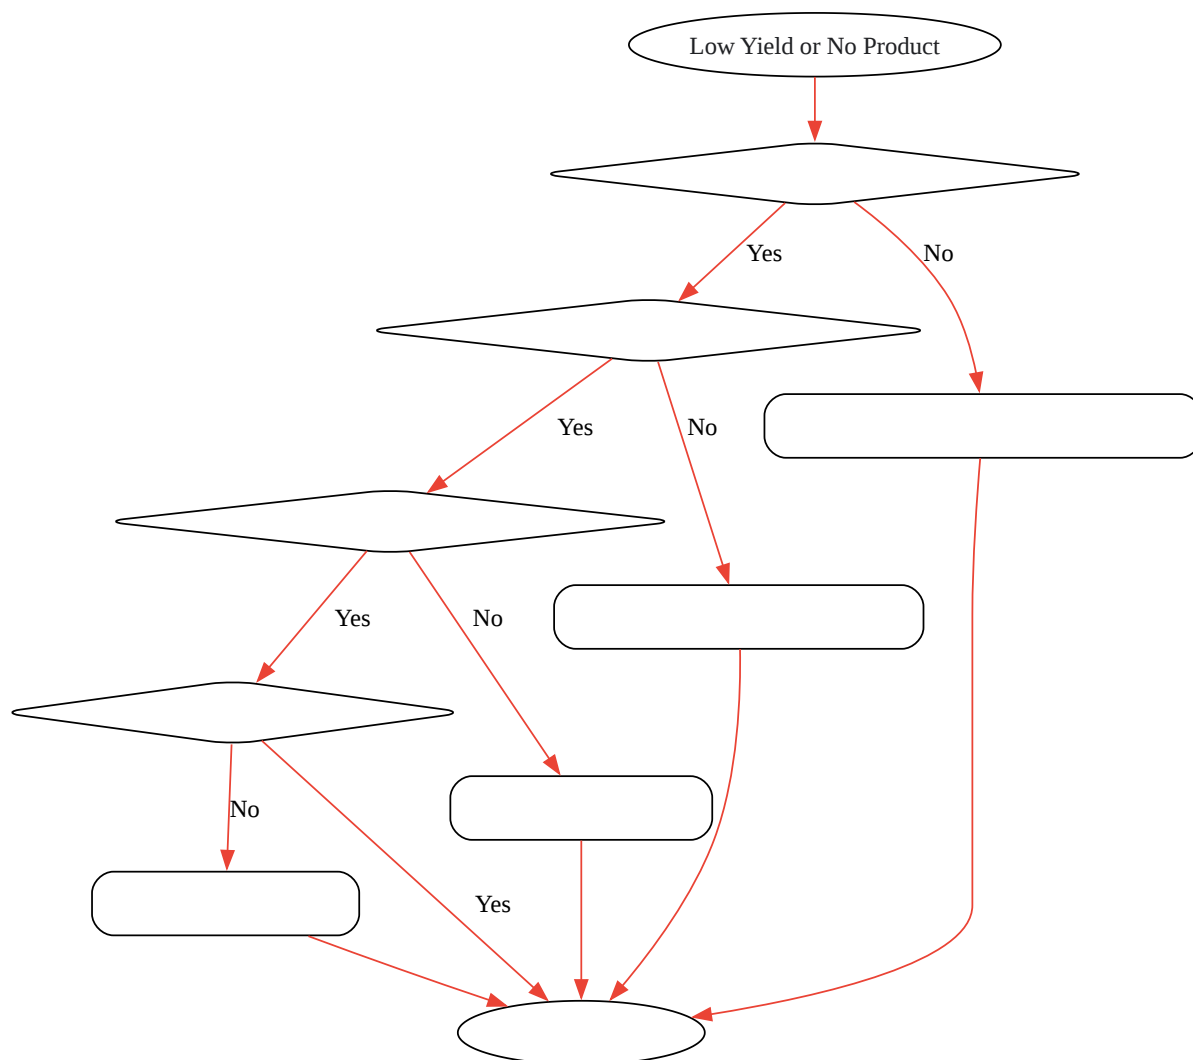 Low Yield or No Product
Yes
No
Yes
No
Yes
No
No
Yes